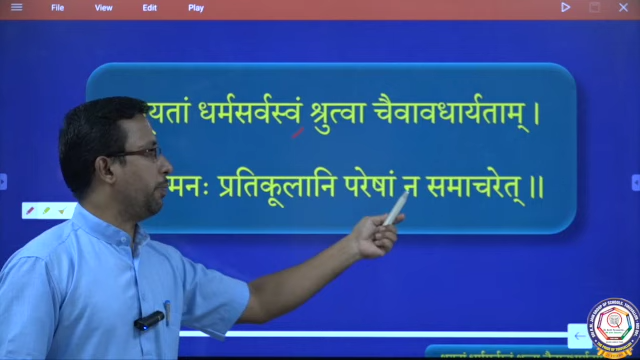 File View Edit Play
यतां धर्मसर्वस्वं श्रुत्वा चैवावधार्यताम् ।
मनः प्रतिकूलानि परेषां न समाचरेत् ॥